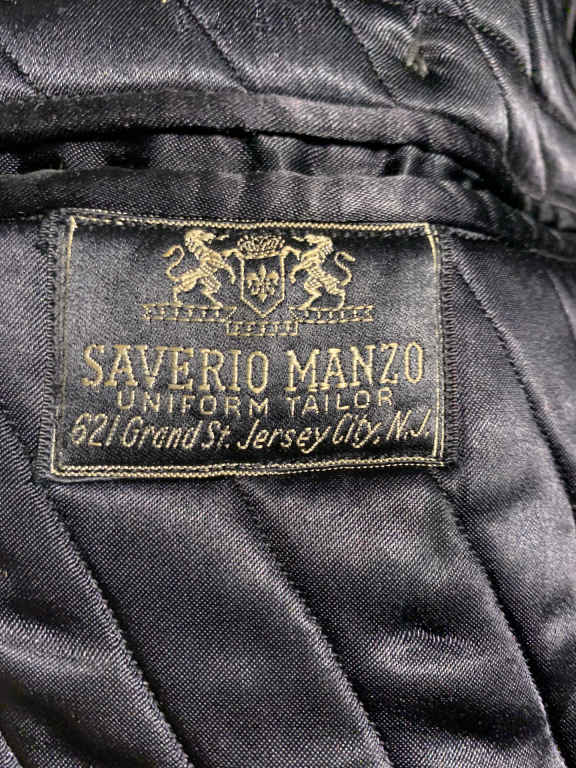 SAVERIO MANZO
UNIFORM TAILOR
621 Grand St. Jersey City, N.J.